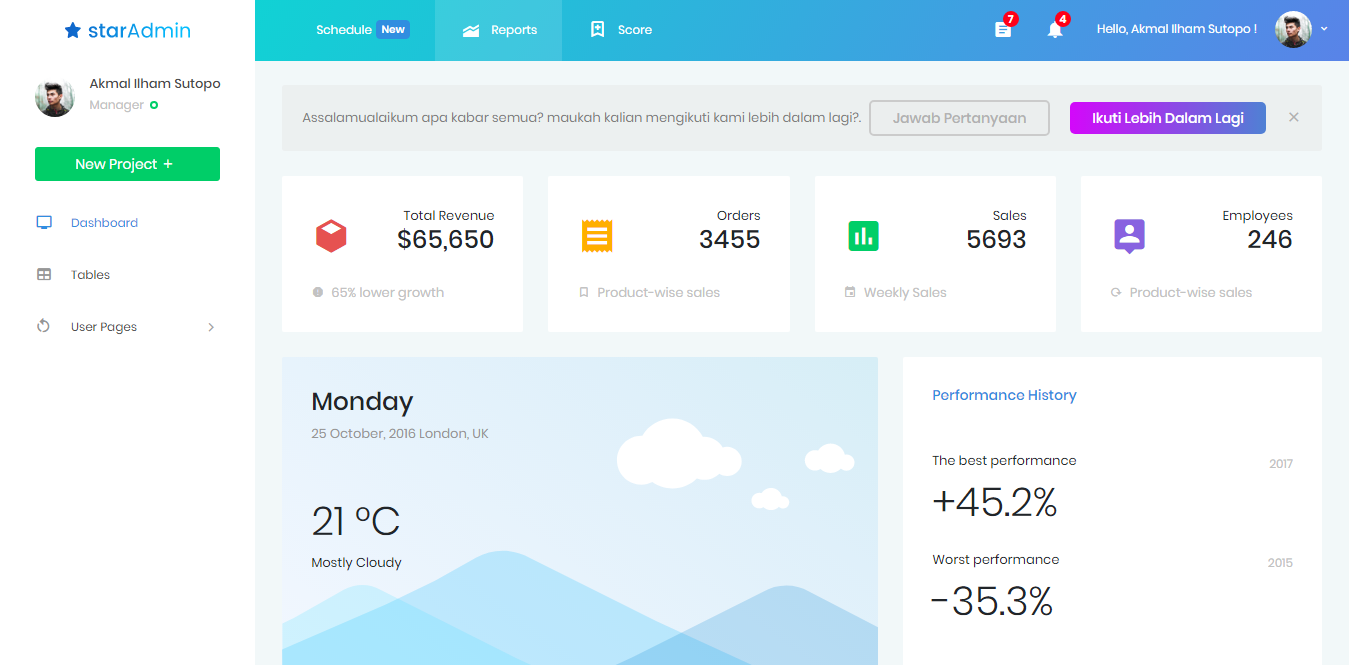 starAdmin
Schedule New
Reports
Score
7
4
Hello, Akmal Ilham Sutopo !
Akmal Ilham Sutopo
Manager
New Project +
Dashboard
Tables
User Pages
Assalamualaikum apa kabar semua? maukah kalian mengikuti kami lebih dalam lagi?.
Jawab Pertanyaan
Ikuti Lebih Dalam Lagi
Total Revenue
$65,650
65% lower growth
Orders
3455
Product-wise sales
Sales
5693
Weekly Sales
Employees
246
Product-wise sales
Monday
25 October, 2016 London, UK
21 °C
Mostly Cloudy
Performance History
The best performance
2017
+45.2%
Worst performance
2015
-35.3%